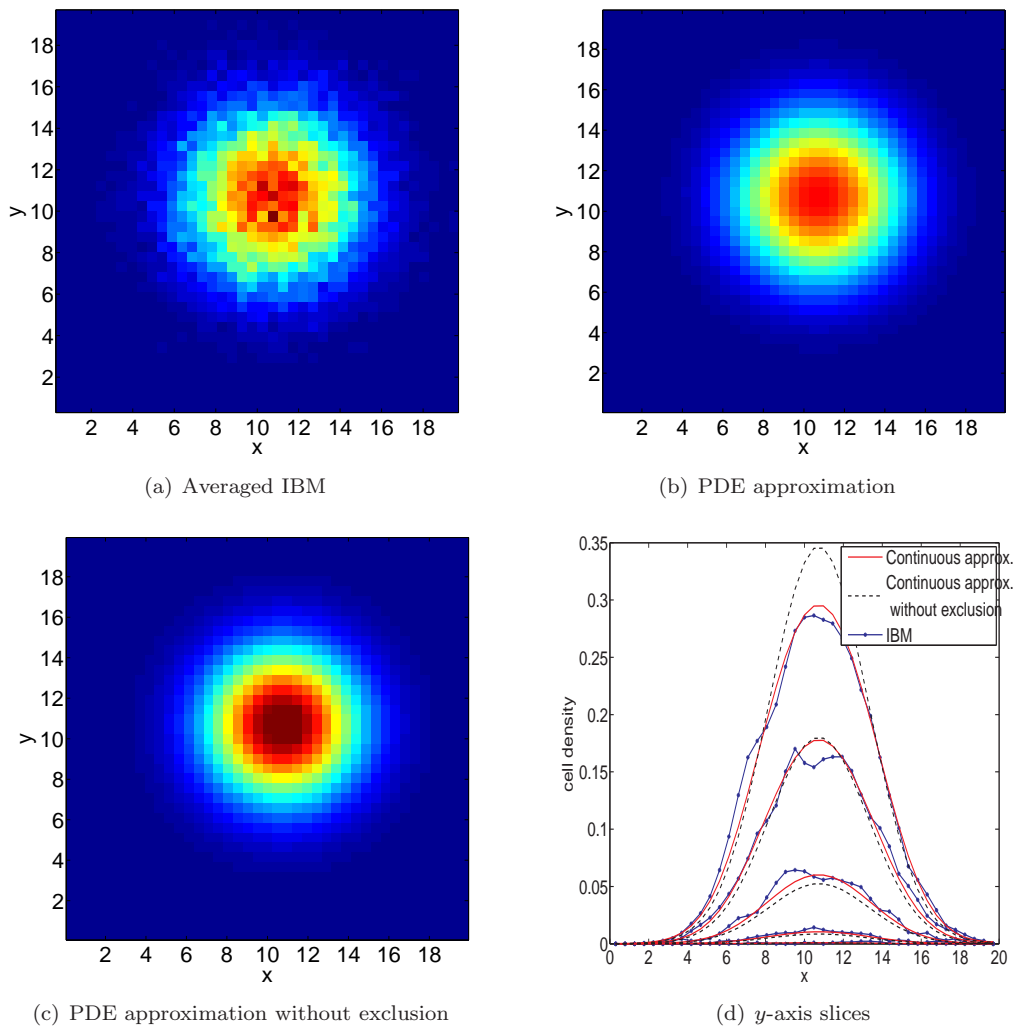 18
16
14
12
10
8
6
4
2
y
2 4 6 8 10 12 14 16 18
x
(a) Averaged IBM
18
16
14
12
10
8
6
4
2
y
2 4 6 8 10 12 14 16 18
x
(b) PDE approximation
18
16
14
12
10
8
6
4
2
y
2 4 6 8 10 12 14 16 18
x
(c) PDE approximation without exclusion
0.35
0.3
0.25
0.2
0.15
0.1
0.05
0
cell density
Continuous approx.
Continuous approx.
without exclusion
IBM
0 2 4 6 8 10 12 14 16 18 20
x
(d) y-axis slices